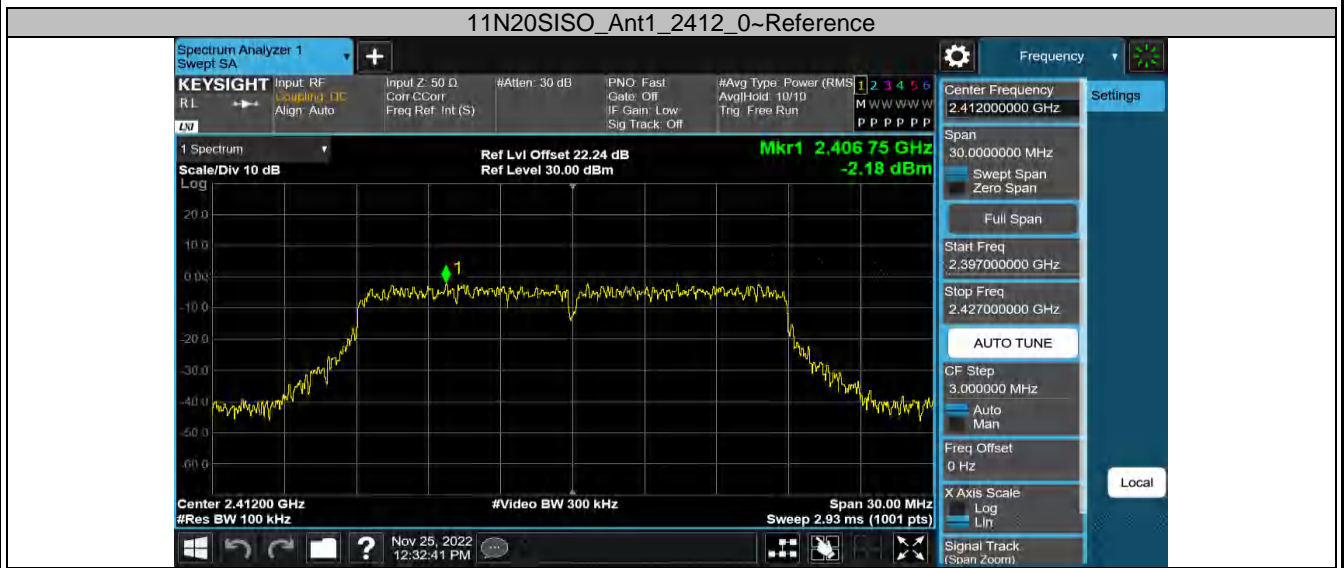 11N20SISO_Ant1_2412_0~Reference
Spectrum Analyzer 1
Swept SA
Frequency
KEYSIGHT
RL
LXI
Input: RF
Coupling: DC
Align: Auto
Input Z: 50 Ω
Corr CCorr
Freq Ref: Int (S)
#Atten: 30 dB
PNO: Fast
Gate: Off
IF Gain: Low
Sig Track: Off
#Avg Type: Power (RMS
Avg|Hold: 10/10
Trig: Free Run
1 2 3 4 5 6
M W W W W W
P P P P P P
1 Spectrum
Scale/Div 10 dB
Ref Lvl Offset 22.24 dB
Ref Level 30.00 dBm
Mkr1 2.406 75 GHz
-2.18 dBm
Log
20.0
10.0
0.00
-10.0
-20.0
-30.0
-40.0
-50.0
-60.0
1
Center 2.41200 GHz
#Res BW 100 kHz
#Video BW 300 kHz
Span 30.00 MHz
Sweep 2.93 ms (1001 pts)
Nov 25, 2022
12:32:41 PM
Center Frequency
2.412000000 GHz
Settings
Span
30.0000000 MHz
Swept Span
Zero Span
Full Span
Start Freq
2.397000000 GHz
Stop Freq
2.427000000 GHz
AUTO TUNE
CF Step
3.000000 MHz
Auto
Man
Freq Offset
0 Hz
X Axis Scale
Log
Lin
Local
Signal Track
(Span Zoom)